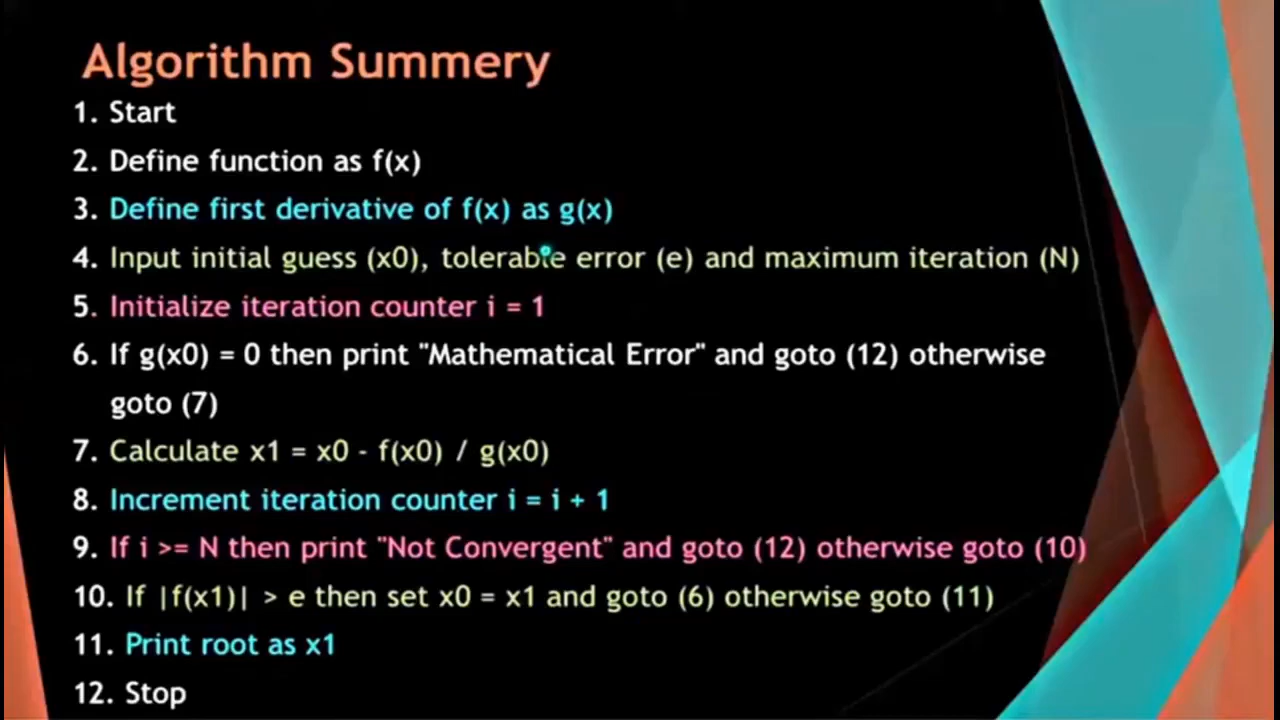 Algorithm Summery
1. Start
2. Define function as f(x)
3. Define first derivative of f(x) as g(x)
4. Input initial guess (x0), tolerable error (e) and maximum iteration (N)
5. Initialize iteration counter i = 1
6. If g(x0) = 0 then print "Mathematical Error" and goto (12) otherwise
goto (7)
7. Calculate x1 = x0 - f(x0) / g(x0)
8. Increment iteration counter i = i + 1
9. If i >= N then print "Not Convergent" and goto (12) otherwise goto (10)
10. If |f(x1)| > e then set x0 = x1 and goto (6) otherwise goto (11)
11. Print root as x1
12. Stop